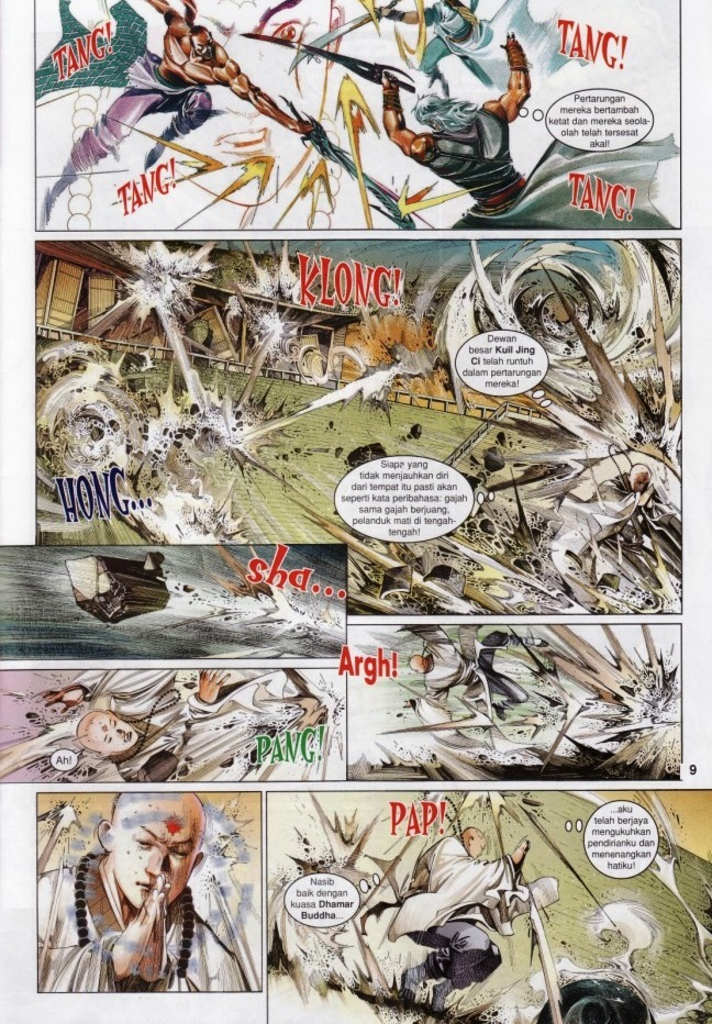 TANG!
TANG!
Pertarungan
mereka bertambah
ketat dan mereka seola-
olah telah tersesat
akal!
TANG!
TANG!
KLONG!
Dewan
besar Kuil Jing
Ci telah runtuh
dalam pertarungan
mereka!
HONG...
Siapa yang
tidak menjauhkan diri
dari tempat itu pasti akan
seperti kata peribahasa: gajah
sama gajah berjuang,
pelanduk mati di tengah-
tengah!
sha...
Argh!
Ah!
PANG!
9
PAP!
Nasib
baik dengan
kuasa Dhamar
Buddha...
...aku
telah berjaya
mengukuhkan
pendirianku dan
menenangkan
hatiku!